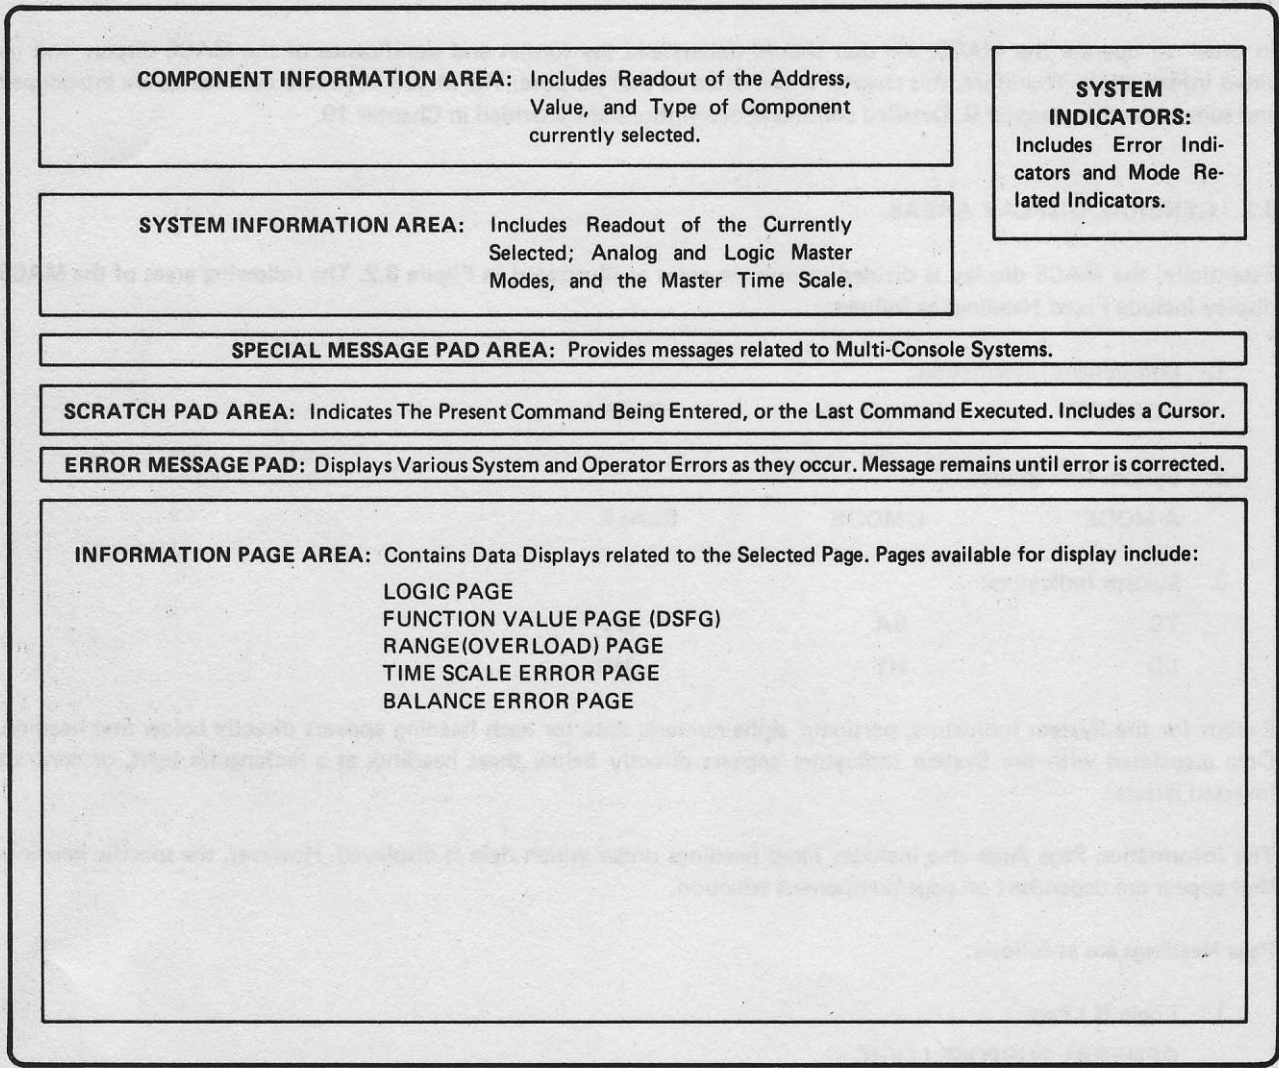 COMPONENT INFORMATION AREA: Includes Readout of the Address,
Value, and Type of Component
currently selected.
SYSTEM
INDICATORS:
Includes Error Indi-
cators and Mode Re-
lated Indicators.
SYSTEM INFORMATION AREA: Includes Readout of the Currently
Selected; Analog and Logic Master
Modes, and the Master Time Scale.
SPECIAL MESSAGE PAD AREA: Provides messages related to Multi-Console Systems.
SCRATCH PAD AREA: Indicates The Present Command Being Entered, or the Last Command Executed. Includes a Cursor.
ERROR MESSAGE PAD: Displays Various System and Operator Errors as they occur. Message remains until error is corrected.
INFORMATION PAGE AREA: Contains Data Displays related to the Selected Page. Pages available for display include:
LOGIC PAGE
FUNCTION VALUE PAGE (DSFG)
RANGE(OVERLOAD) PAGE
TIME SCALE ERROR PAGE
BALANCE ERROR PAGE